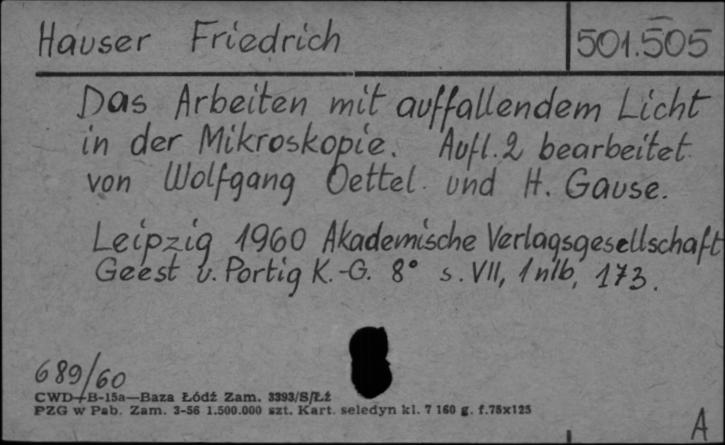 Hauser Friedrich
501.505
Das Arbeiten mit auffallendem Licht
in der Mikroskopie. Aufl. 2 bearbeitet
von Wolfgang Oettel und H. Gause.
Leipzig 1960 Akademische Verlagsgesellschaft
Geest u. Portig K.-G. 8° s. VII, 1 nlb, 173.
689/60
CWD—B-15a—Baza Łódź Zam. 3393/S/Łż
PZG w Pab. Zam. 3-56 1.500.000 szt. Kart. seledyn kl. 7 160 g. f.75x125
A